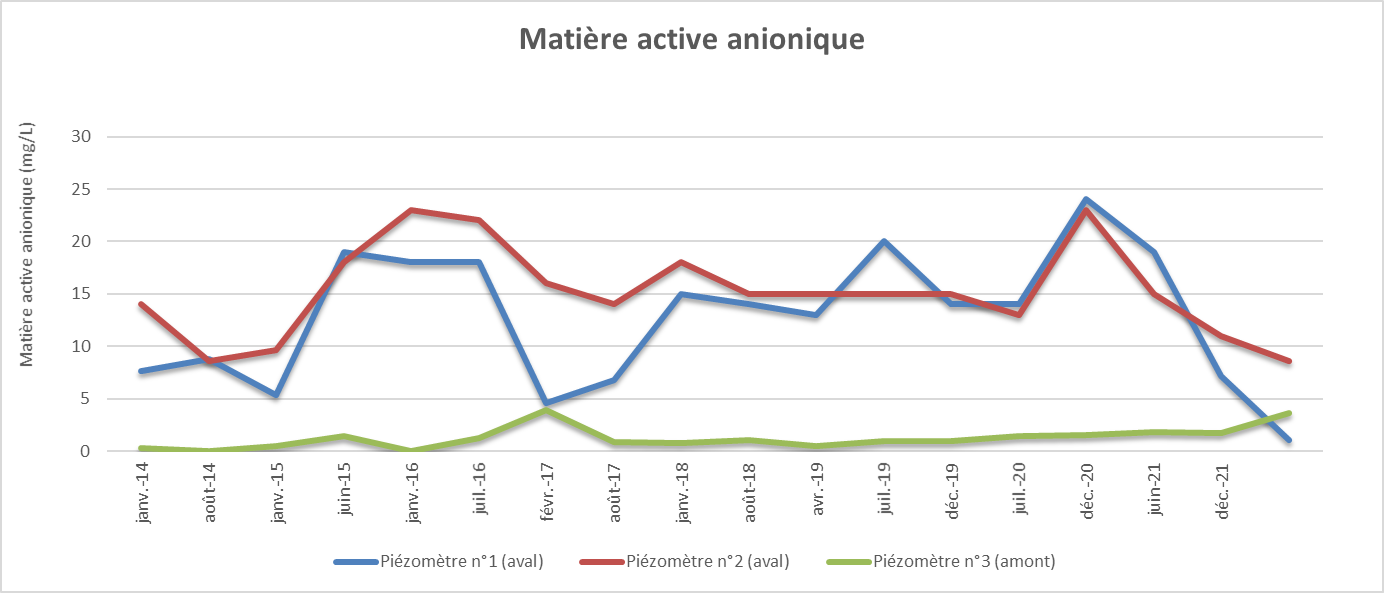 Matière active anionique
Matière active anionique (mg/L)
30
25
20
15
10
5
0
janv.-14
août-14
janv.-15
juin-15
janv.-16
juil.-16
févr.-17
août-17
janv.-18
août-18
avr.-19
juil.-19
déc.-19
juil.-20
déc.-20
juin-21
déc.-21
Piézomètre n°1 (aval)
Piézomètre n°2 (aval)
Piézomètre n°3 (amont)